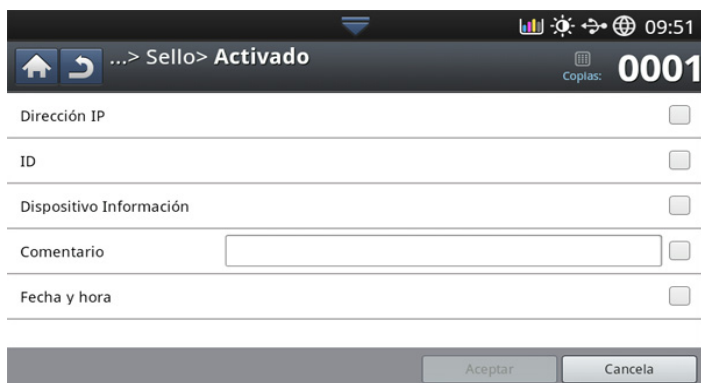 09:51
...> Sello> Activado
Copias: 0001
Dirección IP
ID
Dispositivo Información
Comentario
Fecha y hora
Aceptar Cancela